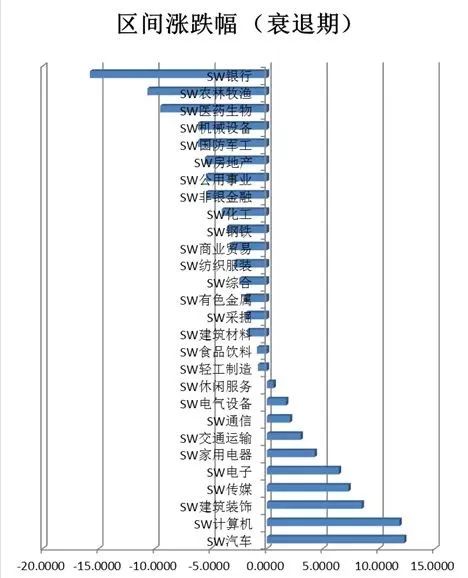 区间涨跌幅（衰退期）
SW银行
SW农林牧渔
SW医药生物
SW机械设备
SW国防军工
SW房地产
SW公用事业
SW非银金融
SW化工
SW钢铁
SW商业贸易
SW纺织服装
SW综合
SW有色金属
SW采掘
SW建筑材料
SW食品饮料
SW轻工制造
SW休闲服务
SW电气设备
SW通信
SW交通运输
SW家用电器
SW电子
SW传媒
SW建筑装饰
SW计算机
SW汽车
-20.0000 -15.0000 -10.0000 -5.0000 0.0000 5.0000 10.0000 15.0000